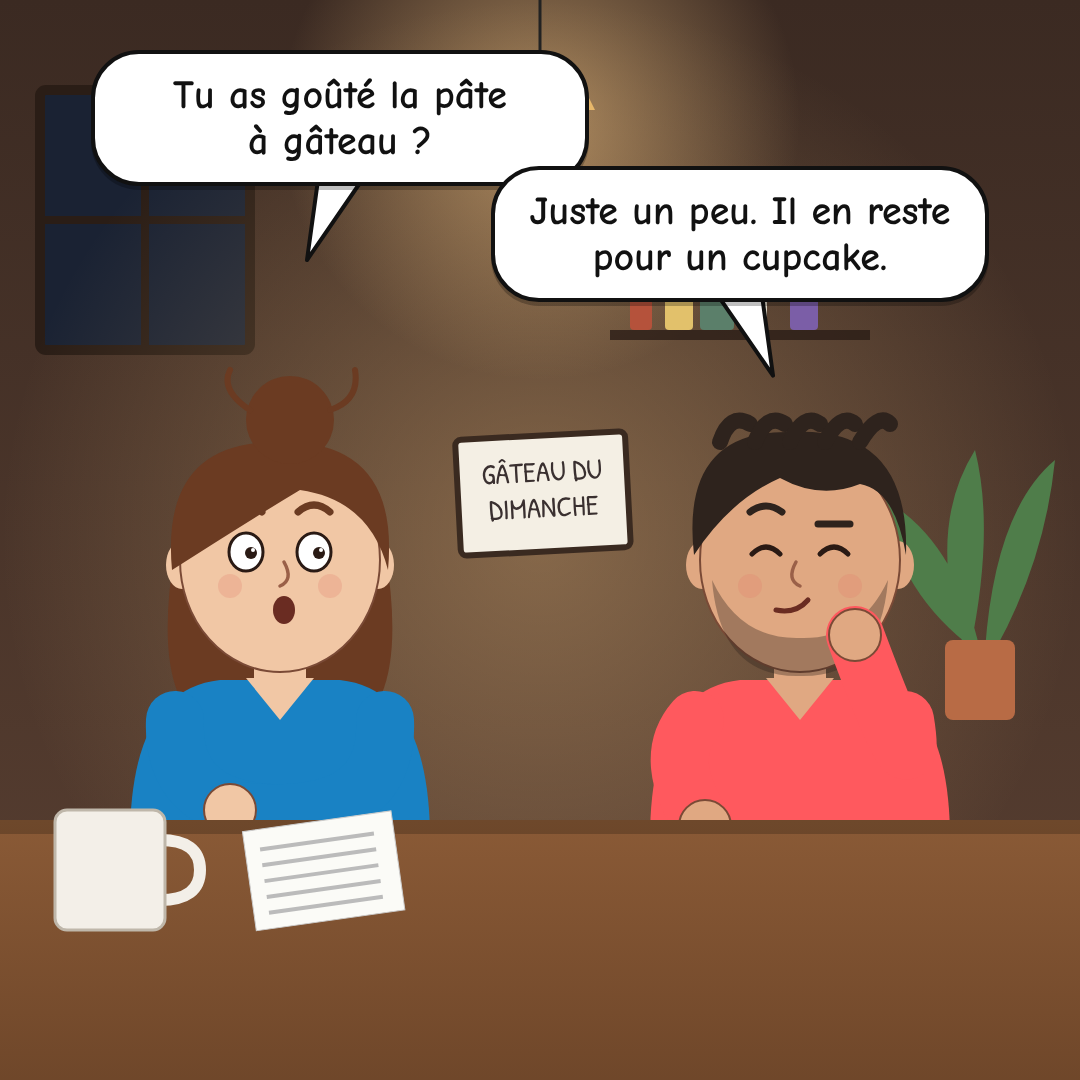 Tu as goûté la pâte
à gâteau ?
Juste un peu. Il en reste
pour un cupcake.
GÂTEAU DU
DIMANCHE